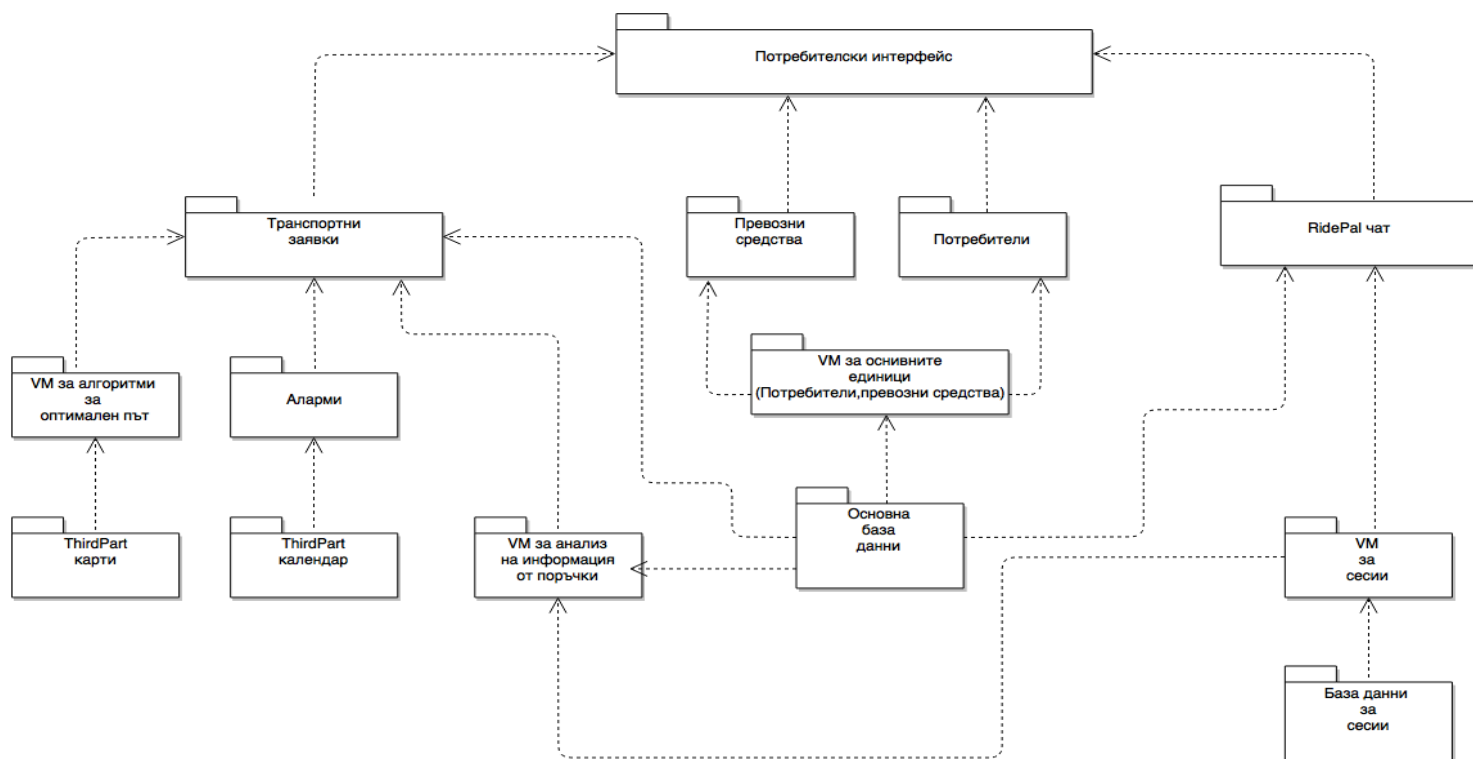 Потребителски интерфейс
Транспортни
заявки
Превозни
средства
Потребители
RidePal чат
VM за алгоритми
за
оптимален път
Аларми
VM за оснивните
единици
(Потребители,превозни средства)
ThirdPart
карти
ThirdPart
календар
VM за анализ
на информация
от поръчки
Основна
база
данни
VM
за
сесии
База данни
за
сесии